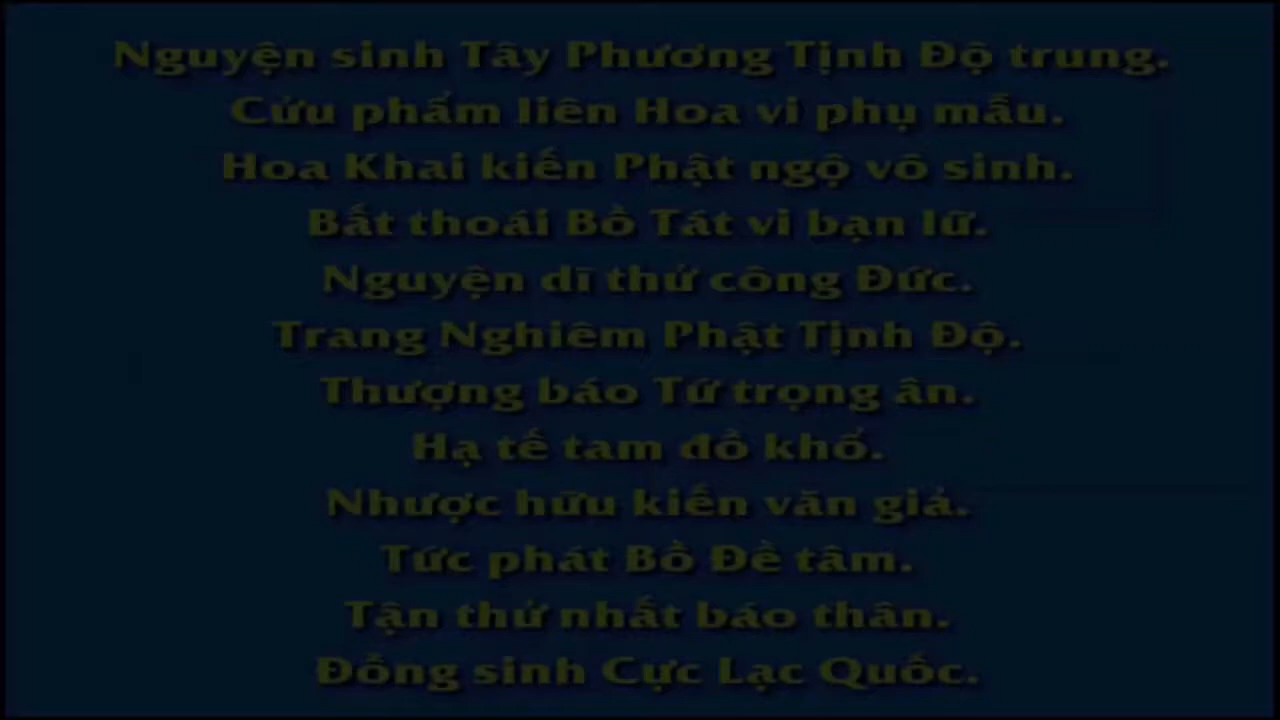 Nguyện sinh Tây Phương Tịnh Độ trung.
Cửu phẩm liên Hoa vi phụ mẫu.
Hoa Khai kiến Phật ngộ vô sinh.
Bất thoái Bồ Tát vi bạn lữ.
Nguyện dĩ thử công Đức.
Trang Nghiêm Phật Tịnh Độ.
Thượng báo Tứ trọng ân.
Hạ tế tam đồ khổ.
Nhược hữu kiến văn giả.
Tức phát Bồ Đề tâm.
Tận thử nhất báo thân.
Đồng sinh Cực Lạc Quốc.